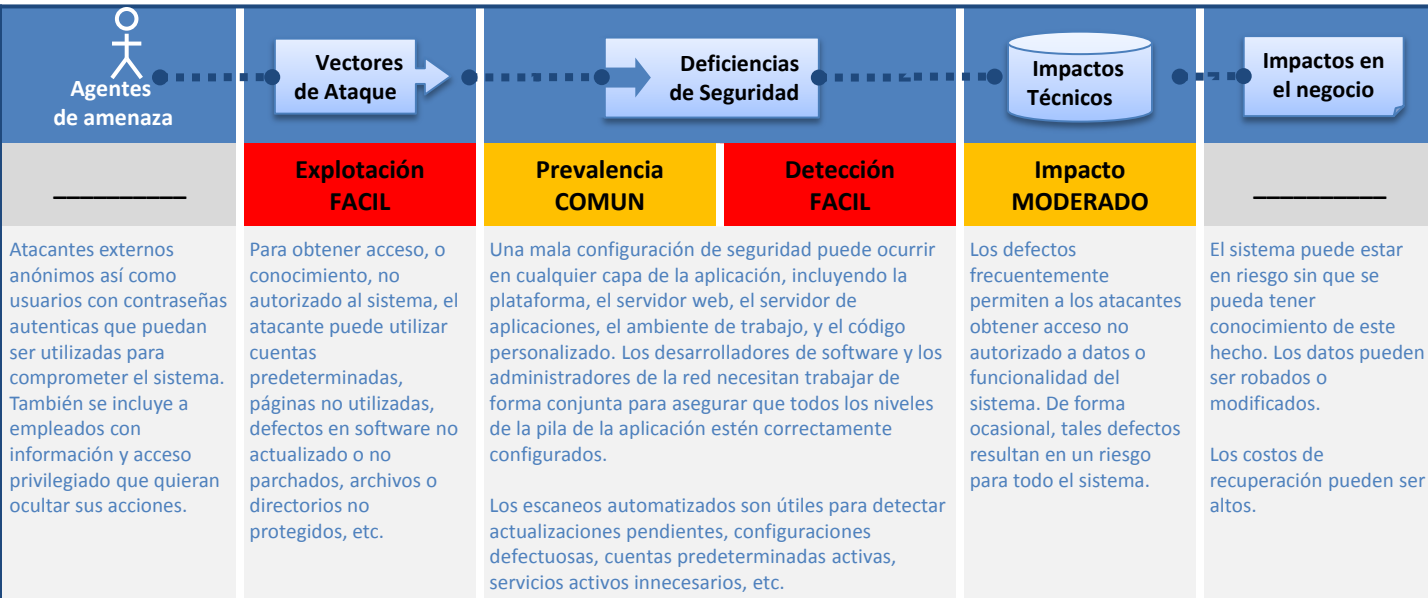 Agentes
de amenaza
Vectores
de Ataque
Deficiencias
de Seguridad
Impactos
Técnicos
Impactos en
el negocio
__________
Explotación
FACIL
Prevalencia
COMUN
Detección
FACIL
Impacto
MODERADO
__________
Atacantes externos
anónimos así como
usuarios con contraseñas
autenticas que puedan
ser utilizadas para
comprometer el sistema.
También se incluye a
empleados con
información y acceso
privilegiado que quieran
ocultar sus acciones.
Para obtener acceso, o
conocimiento, no
autorizado al sistema, el
atacante puede utilizar
cuentas
predeterminadas,
páginas no utilizadas,
defectos en software no
actualizado o no
parchados, archivos o
directorios no
protegidos, etc.
Una mala configuración de seguridad puede ocurrir
en cualquier capa de la aplicación, incluyendo la
plataforma, el servidor web, el servidor de
aplicaciones, el ambiente de trabajo, y el código
personalizado. Los desarrolladores de software y los
administradores de la red necesitan trabajar de
forma conjunta para asegurar que todos los niveles
de la pila de la aplicación estén correctamente
configurados.
Los escaneos automatizados son útiles para detectar
actualizaciones pendientes, configuraciones
defectuosas, cuentas predeterminadas activas,
servicios activos innecesarios, etc.
Los defectos
frecuentemente
permiten a los atacantes
obtener acceso no
autorizado a datos o
funcionalidad del
sistema. De forma
ocasional, tales defectos
resultan en un riesgo
para todo el sistema.
El sistema puede estar
en riesgo sin que se
pueda tener
conocimiento de este
hecho. Los datos pueden
ser robados o
modificados.
Los costos de
recuperación pueden ser
altos.